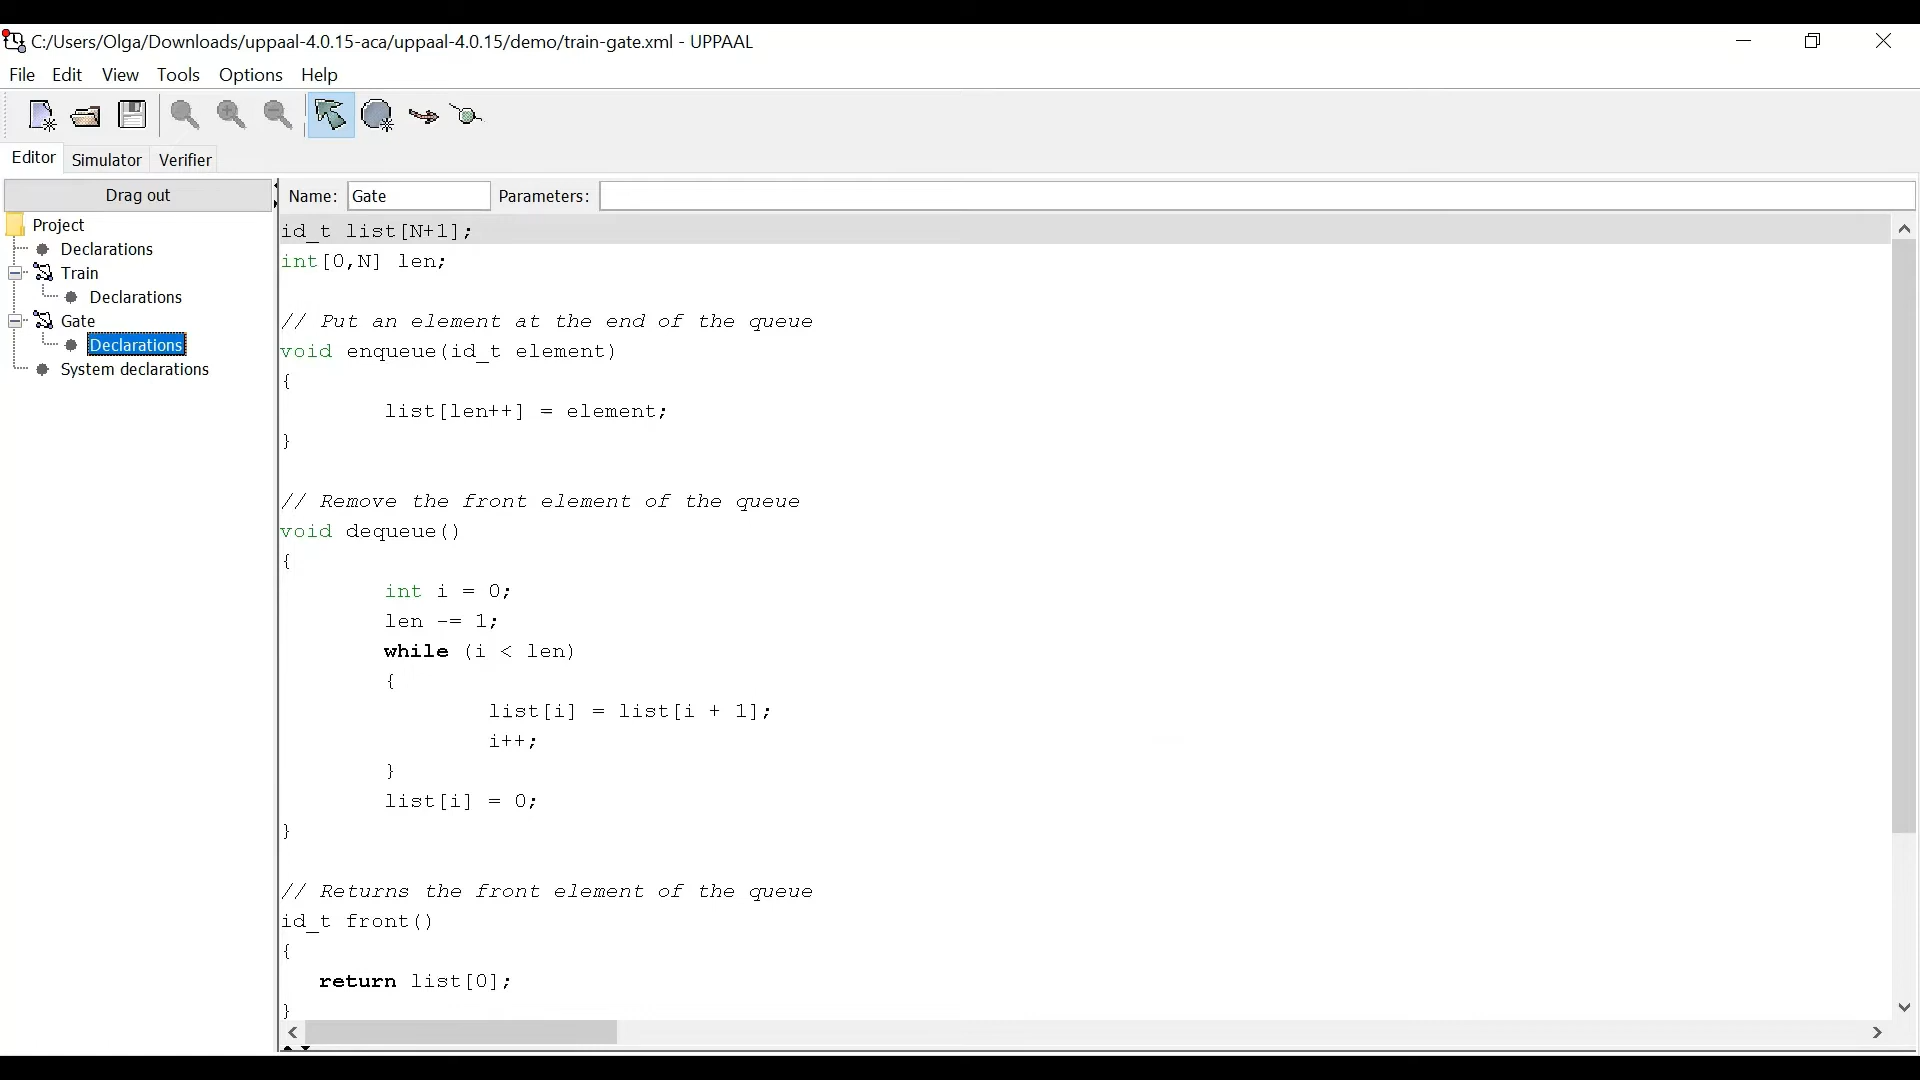 C:/Users/Olga/Downloads/uppaal-4.0.15-aca/uppaal-4.0.15/demo/train-gate.xml - UPPAAL
File Edit View Tools Options Help
Editor Simulator Verifier
Drag out
Project
Declarations
Train
Declarations
Gate
Declarations
System declarations
Name: Gate Parameters:
id_t list[N+1];
int[0,N] len;
// Put an element at the end of the queue
void enqueue(id_t element)
{
list[len++] = element;
}
// Remove the front element of the queue
void dequeue()
{
int i = 0;
len -= 1;
while (i < len)
{
list[i] = list[i + 1];
i++;
}
list[i] = 0;
}
// Returns the front element of the queue
id_t front()
{
return list[0];
}